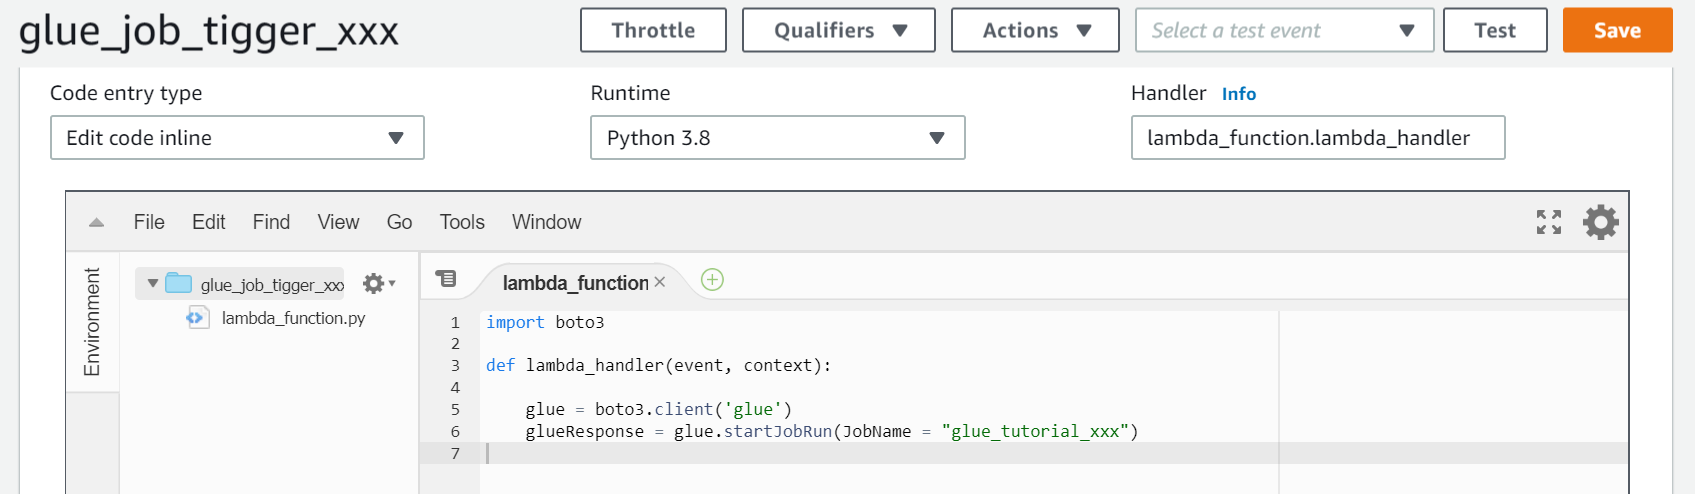 glue_job_tigger_xxx Throttle Qualifiers Actions Select a test event Test Save
Code entry type Runtime Handler Info
Edit code inline Python 3.8 lambda_function.lambda_handler
File Edit Find View Go Tools Window
Environment
glue_job_tigger_xxx
lambda_function.py
lambda_function ×
1 import boto3
2
3 def lambda_handler(event, context):
4
5 glue = boto3.client('glue')
6 glueResponse = glue.startJobRun(JobName = "glue_tutorial_xxx")
7